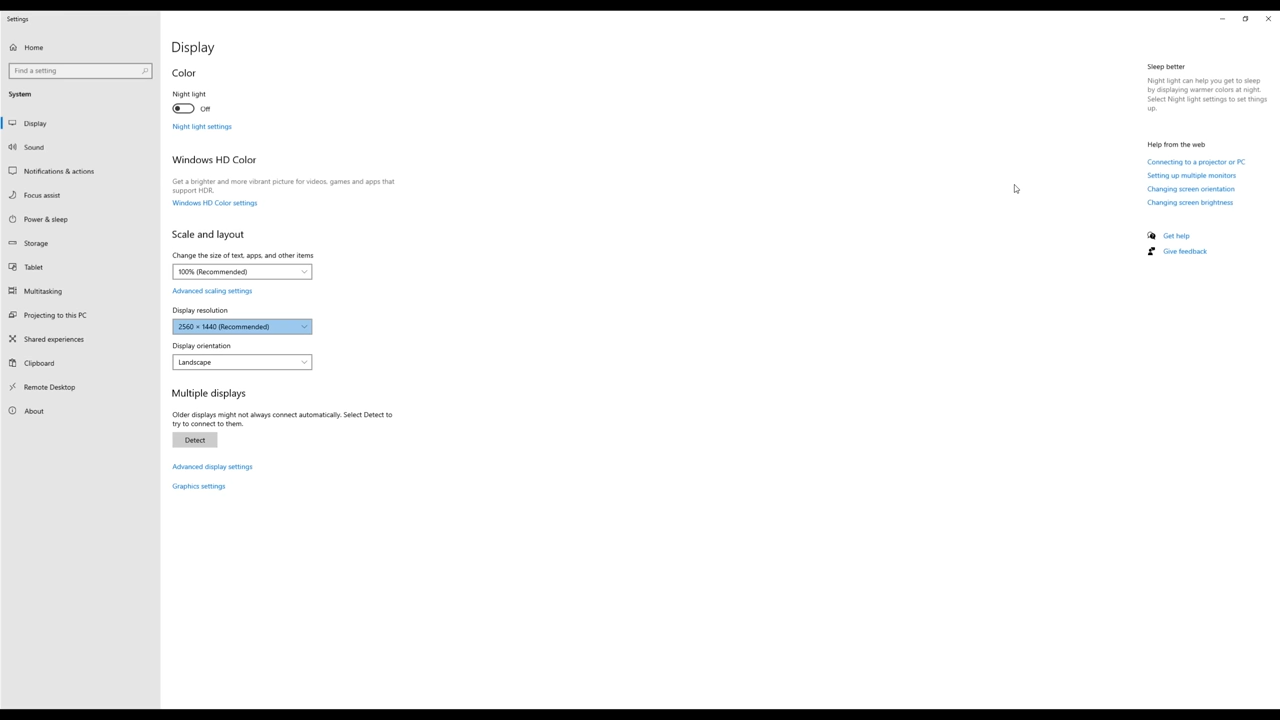 Settings
Home
Find a setting
System
Display
Sound
Notifications & actions
Focus assist
Power & sleep
Storage
Tablet
Multitasking
Projecting to this PC
Shared experiences
Clipboard
Remote Desktop
About
Display
Color
Night light
Off
Night light settings
Windows HD Color
Get a brighter and more vibrant picture for videos, games and apps that
support HDR.
Windows HD Color settings
Scale and layout
Change the size of text, apps, and other items
100% (Recommended)
Advanced scaling settings
Display resolution
2560 × 1440 (Recommended)
Display orientation
Landscape
Multiple displays
Older displays might not always connect automatically. Select Detect to
try to connect to them.
Detect
Advanced display settings
Graphics settings
Sleep better
Night light can help you get to sleep
by displaying warmer colors at night.
Select Night light settings to set things
up.
Help from the web
Connecting to a projector or PC
Setting up multiple monitors
Changing screen orientation
Changing screen brightness
Get help
Give feedback